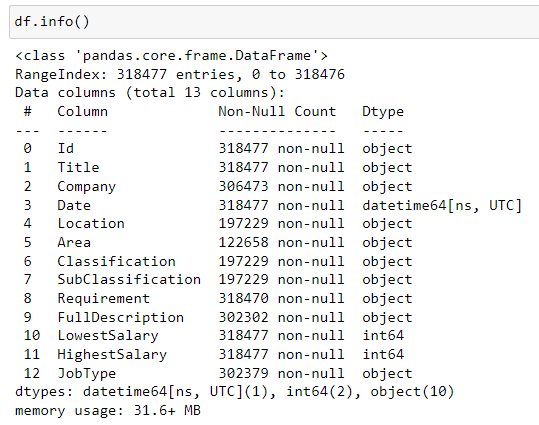 df.info()
<class 'pandas.core.frame.DataFrame'>
RangeIndex: 318477 entries, 0 to 318476
Data columns (total 13 columns):
 #   Column             Non-Null Count   Dtype
---  ------             --------------   -----
 0   Id                 318477 non-null  object
 1   Title              318477 non-null  object
 2   Company            306473 non-null  object
 3   Date               318477 non-null  datetime64[ns, UTC]
 4   Location           197229 non-null  object
 5   Area               122658 non-null  object
 6   Classification     197229 non-null  object
 7   SubClassification  197229 non-null  object
 8   Requirement        318470 non-null  object
 9   FullDescription    302302 non-null  object
 10  LowestSalary       318477 non-null  int64
 11  HighestSalary      318477 non-null  int64
 12  JobType            302379 non-null  object
dtypes: datetime64[ns, UTC](1), int64(2), object(10)
memory usage: 31.6+ MB